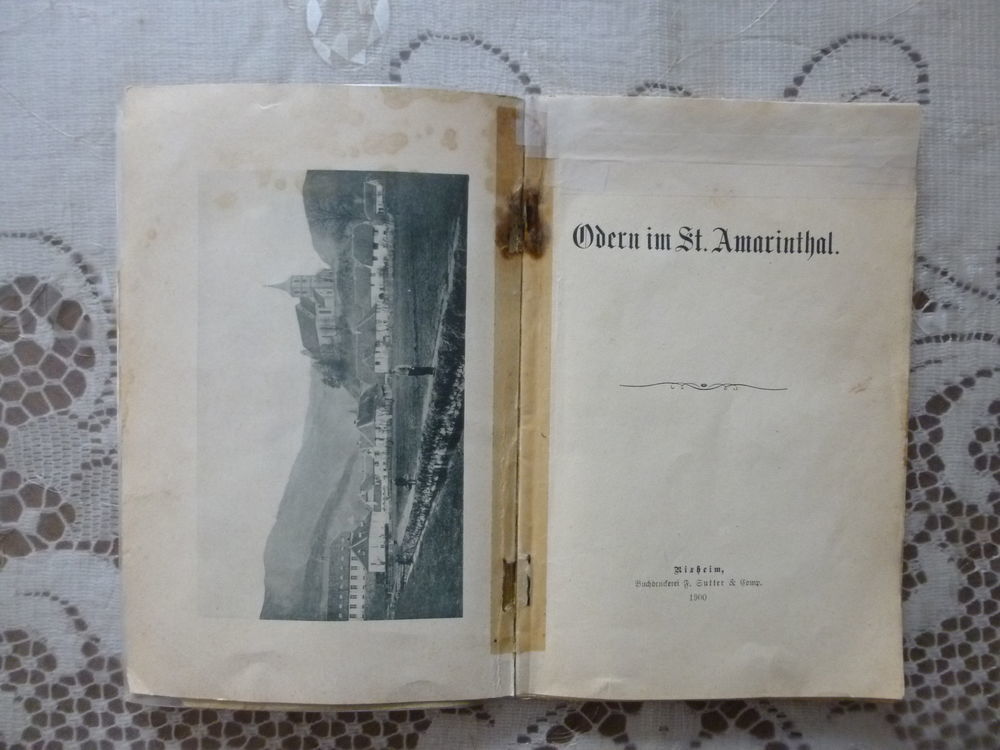 Odern im St. Amarinthal.
Rixheim,
Buchdruckerei F. Sutter & Comp.
1900